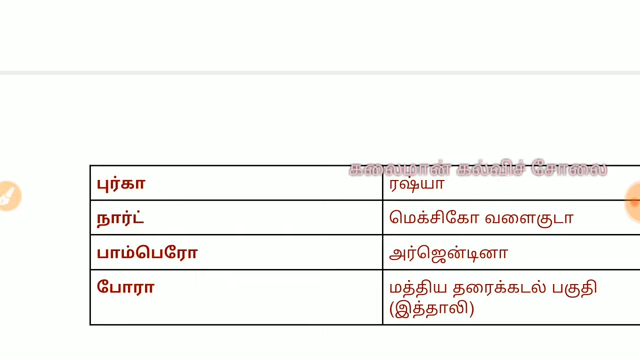 கலைமான் கல்விச் சோலை
புர்கா ரஷ்யா
நார்ட் மெக்சிகோ வளைகுடா
பாம்பெரோ அர்ஜென்டினா
போரா மத்திய தரைக்கடல் பகுதி
(இத்தாலி)